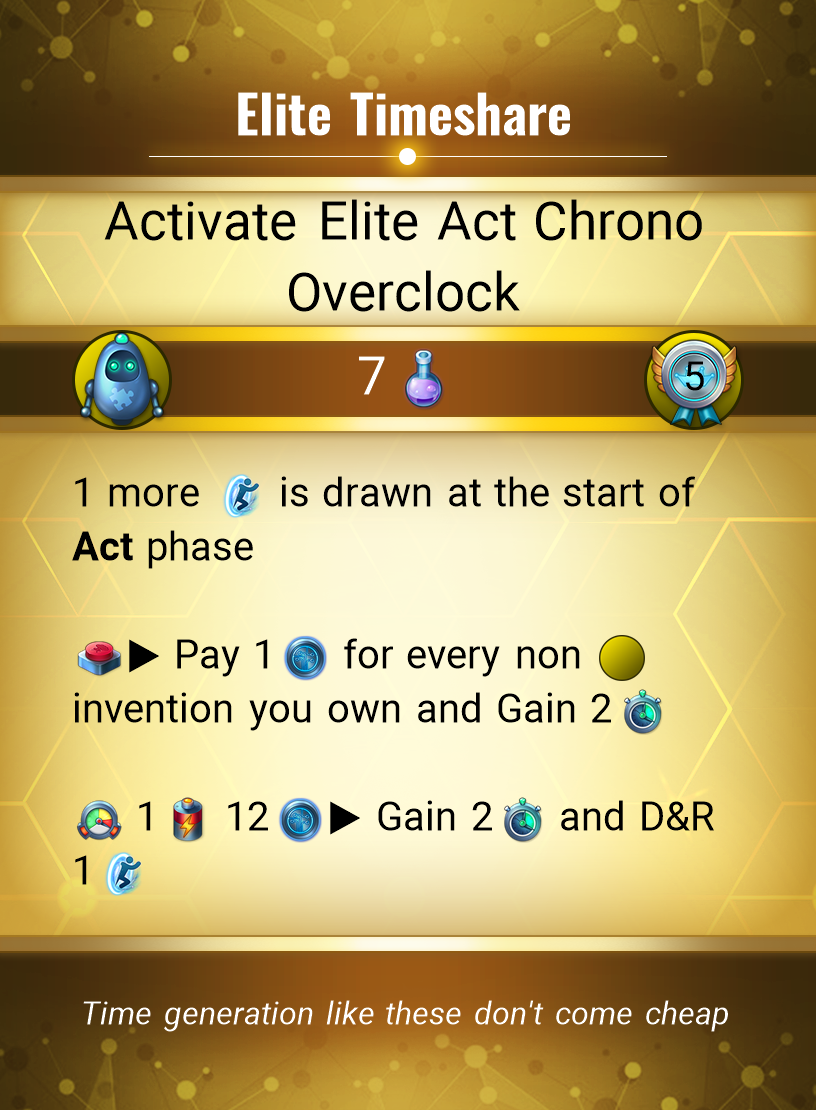 Elite Timeshare
Activate Elite Act Chrono
Overclock
7
5
1 more is drawn at the start of
Act phase
▶ Pay 1 for every non
invention you own and Gain 2
1 12 ▶ Gain 2 and D&R
1
Time generation like these don't come cheap